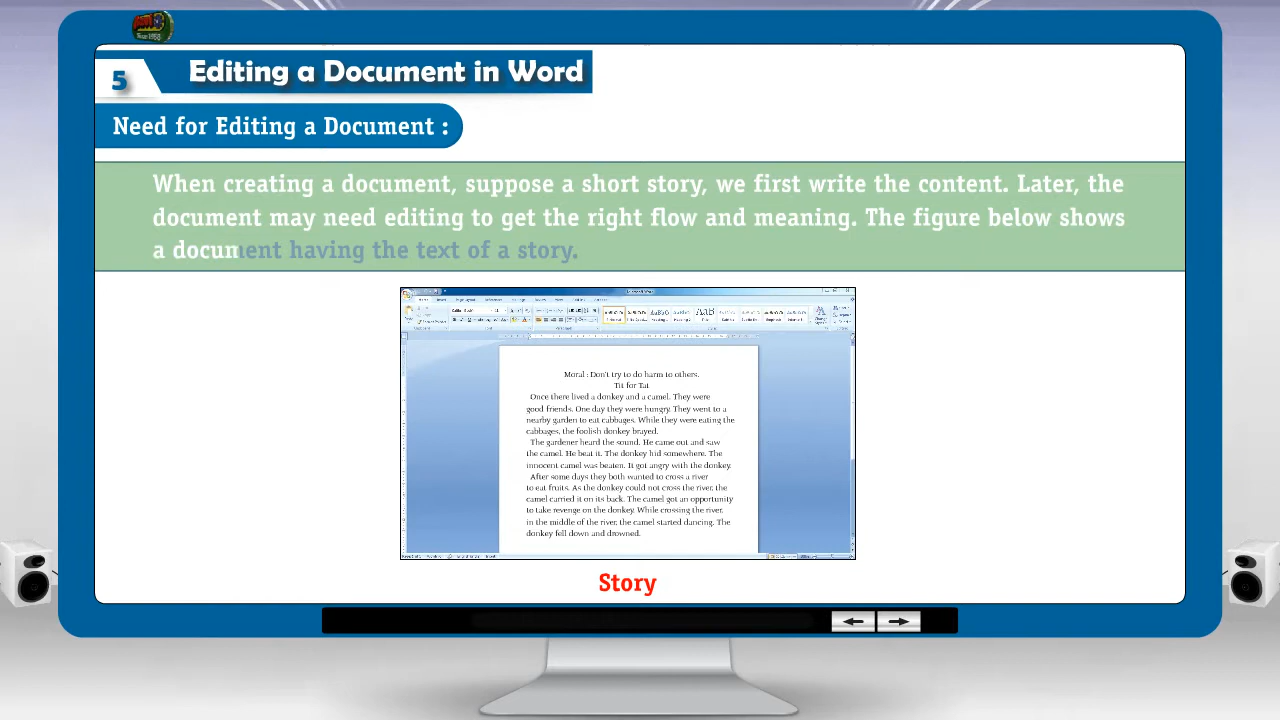 5
Editing a Document in Word
Need for Editing a Document :
When creating a document, suppose a short story, we first write the content. Later, the
document may need editing to get the right flow and meaning. The figure below shows
a document having the text of a story.
Moral : Don't try to do harm to others.
Tit for Tat
Once there lived a donkey and a camel. They were
good friends. One day they were hungry. They went to a
nearby garden to eat cabbages. While they were eating the
cabbages, the foolish donkey brayed.
The gardener heard the sound. He came out and saw
the camel. He beat it. The donkey hid somewhere. The
innocent camel was beaten. It got angry with the donkey.
After some days they both wanted to cross a river
to eat fruits. As the donkey could not cross the river, the
camel carried it on its back. The camel got an opportunity
to take revenge on the donkey. While crossing the river,
in the middle of the river, the camel started dancing. The
donkey fell down and drowned.
Story